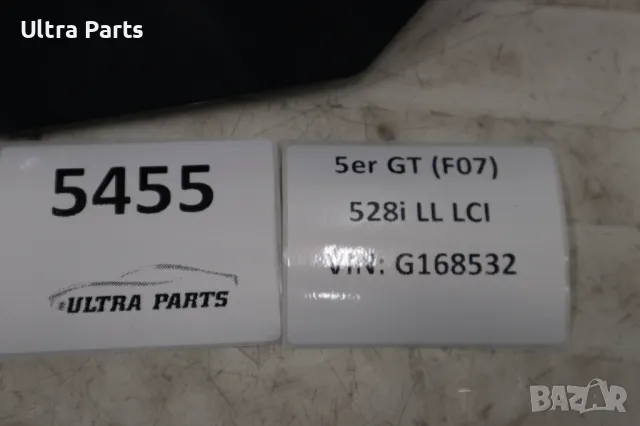 Ultra Parts
5455
ULTRA PARTS
5er GT (F07)
528i LL LCI
VIN: G168532
BAZAR